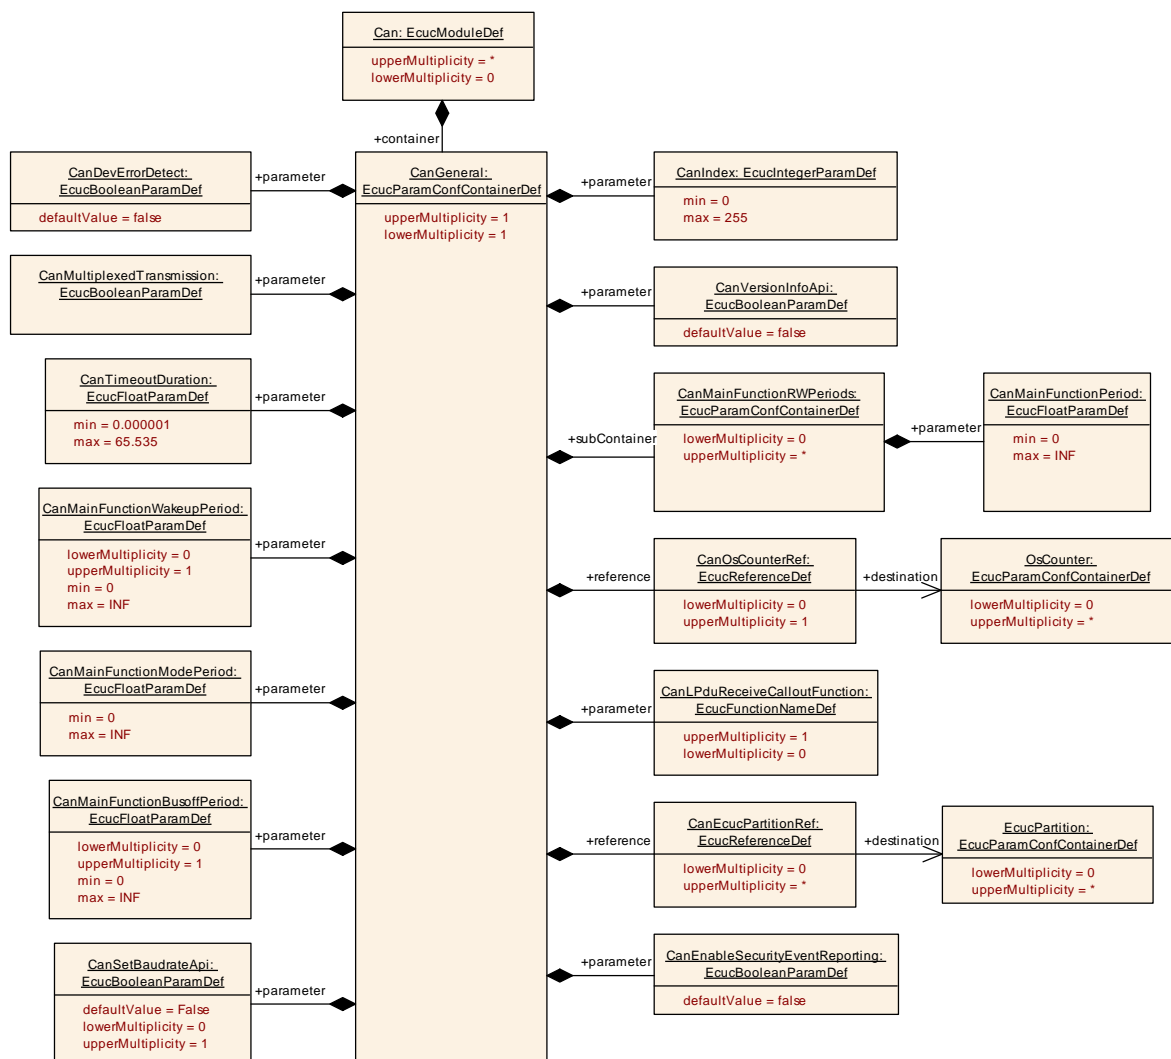 Can: EcucModuleDef
upperMultiplicity = *
lowerMultiplicity = 0
+container
CanGeneral:
EcucParamConfContainerDef
upperMultiplicity = 1
lowerMultiplicity = 1
CanDevErrorDetect:
EcucBooleanParamDef
defaultValue = false
+parameter
CanMultiplexedTransmission:
EcucBooleanParamDef
+parameter
CanTimeoutDuration:
EcucFloatParamDef
min = 0.000001
max = 65.535
+parameter
CanMainFunctionWakeupPeriod:
EcucFloatParamDef
lowerMultiplicity = 0
upperMultiplicity = 1
min = 0
max = INF
+parameter
CanMainFunctionModePeriod:
EcucFloatParamDef
min = 0
max = INF
+parameter
CanMainFunctionBusoffPeriod:
EcucFloatParamDef
lowerMultiplicity = 0
upperMultiplicity = 1
min = 0
max = INF
+parameter
CanSetBaudrateApi:
EcucBooleanParamDef
defaultValue = False
lowerMultiplicity = 0
upperMultiplicity = 1
+parameter
+parameter
CanIndex: EcucIntegerParamDef
min = 0
max = 255
+parameter
CanVersionInfoApi:
EcucBooleanParamDef
defaultValue = false
+subContainer
CanMainFunctionRWPeriods:
EcucParamConfContainerDef
lowerMultiplicity = 0
upperMultiplicity = *
+parameter
CanMainFunctionPeriod:
EcucFloatParamDef
min = 0
max = INF
+reference
CanOsCounterRef:
EcucReferenceDef
lowerMultiplicity = 0
upperMultiplicity = 1
+destination
OsCounter:
EcucParamConfContainerDef
lowerMultiplicity = 0
upperMultiplicity = *
+parameter
CanLPduReceiveCalloutFunction:
EcucFunctionNameDef
upperMultiplicity = 1
lowerMultiplicity = 0
+reference
CanEcucPartitionRef:
EcucReferenceDef
lowerMultiplicity = 0
upperMultiplicity = *
+destination
EcucPartition:
EcucParamConfContainerDef
lowerMultiplicity = 0
upperMultiplicity = *
+parameter
CanEnableSecurityEventReporting:
EcucBooleanParamDef
defaultValue = false